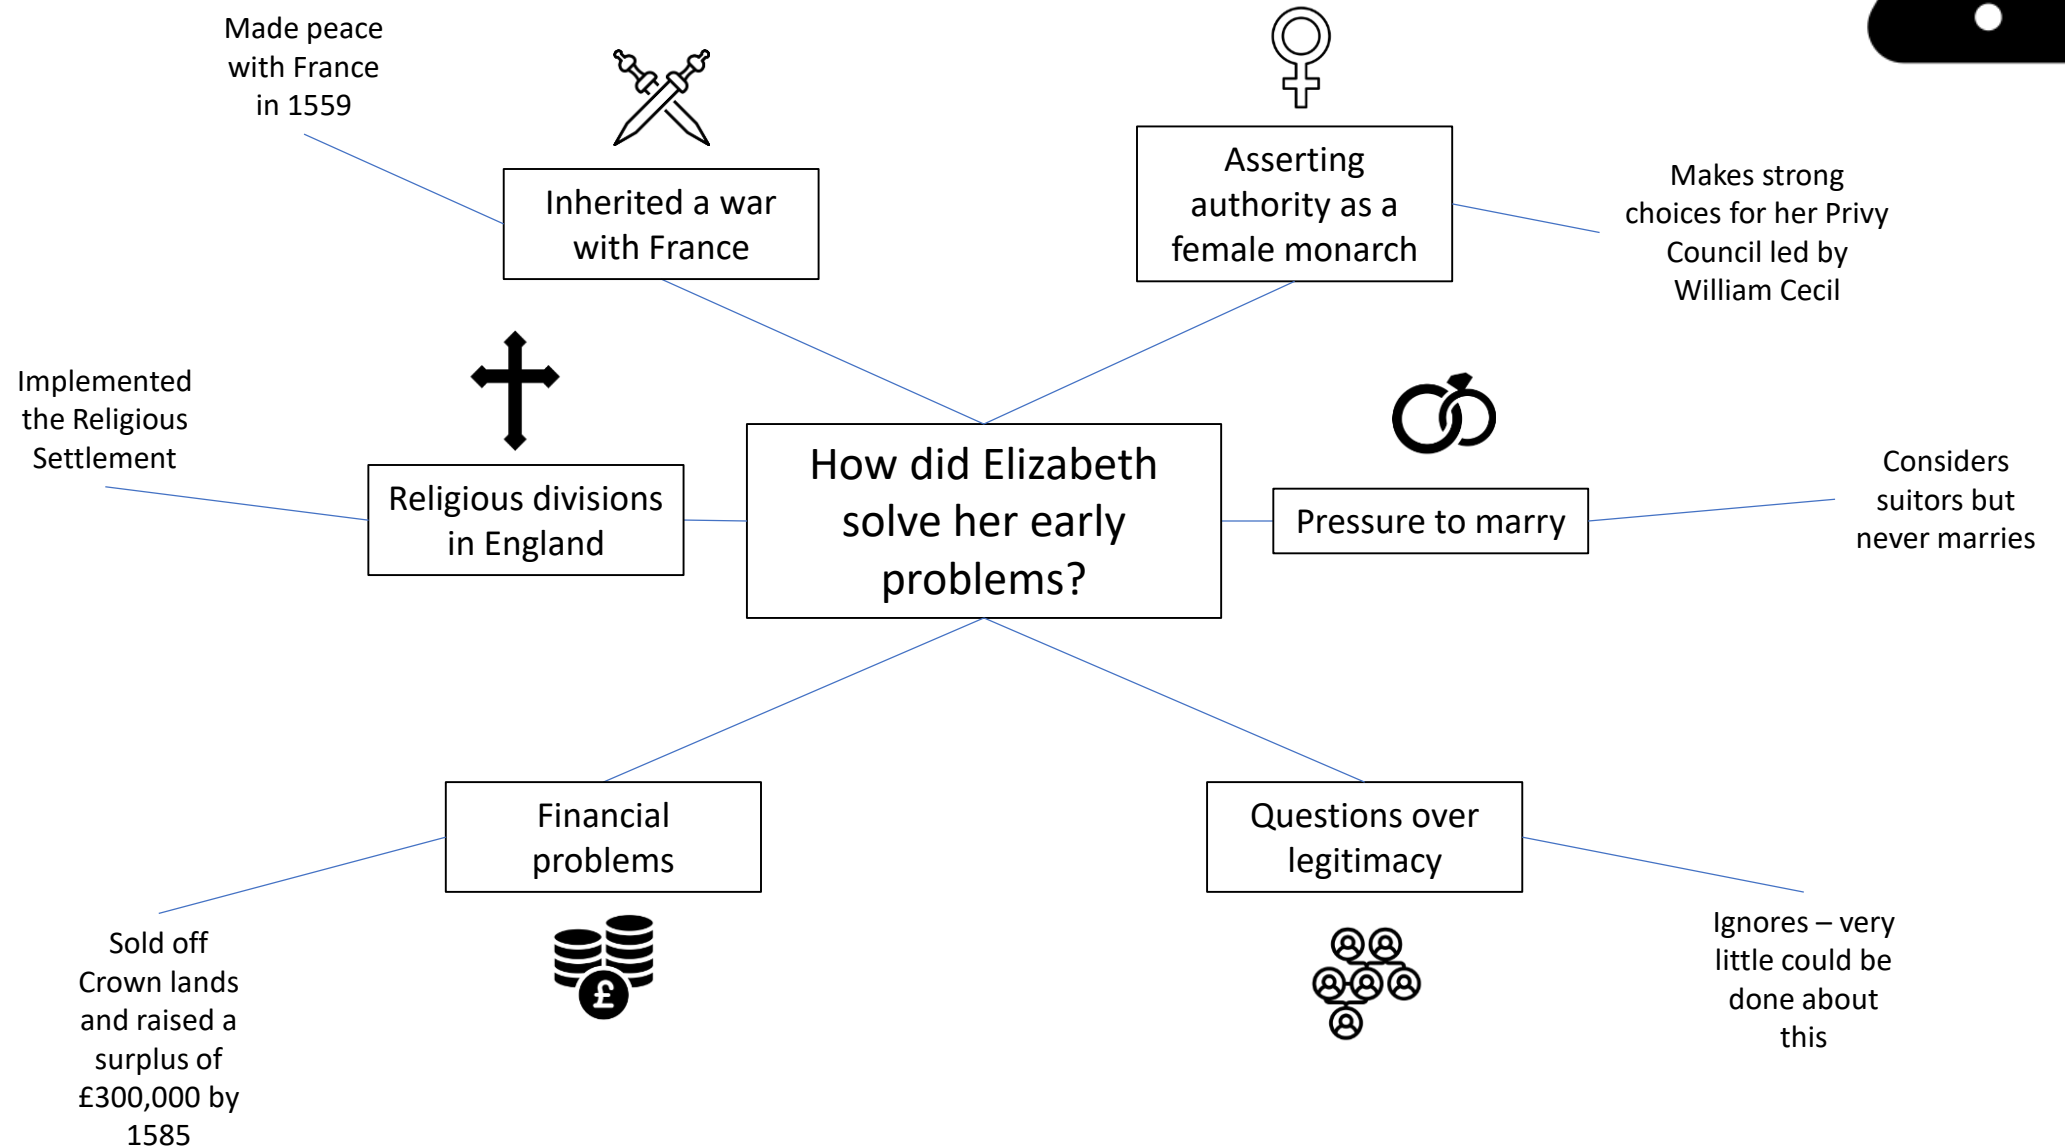 Made peace
with France
in 1559
Inherited a war
with France
Asserting
authority as a
female monarch
Makes strong
choices for her Privy
Council led by
William Cecil
Implemented
the Religious
Settlement
Religious divisions
in England
How did Elizabeth
solve her early
problems?
Pressure to marry
Considers
suitors but
never marries
Financial
problems
Sold off
Crown lands
and raised a
surplus of
£300,000 by
1585
£
Questions over
legitimacy
Ignores – very
little could be
done about
this